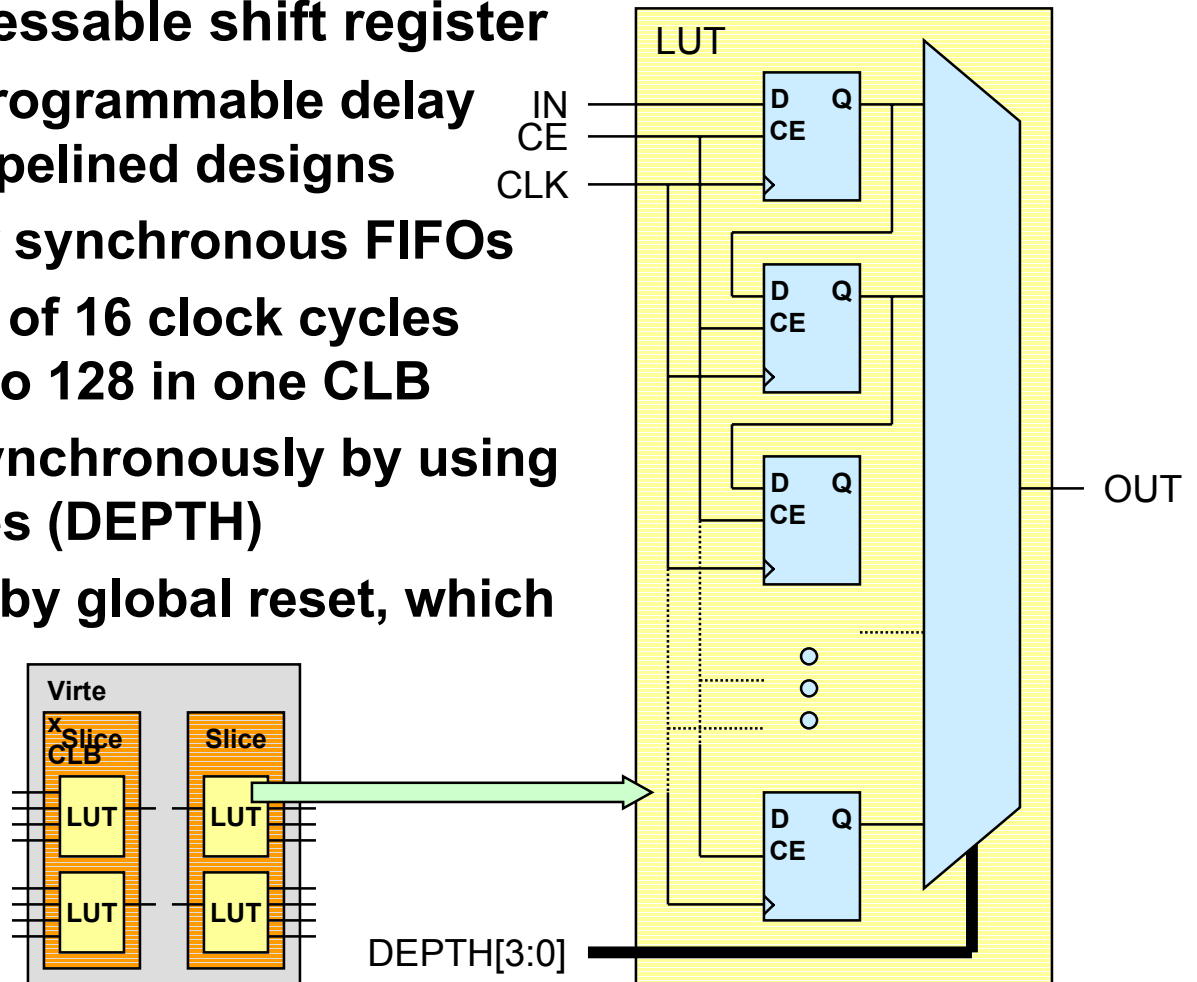 essable shift register
rogrammable delay
pelined designs
synchronous FIFOs
of 16 clock cycles
o 128 in one CLB
ynchronously by using
s (DEPTH)
by global reset, which
IN
CE
CLK
LUT
D Q
CE
D Q
CE
D Q
CE
D Q
CE
OUT
DEPTH[3:0]
Virte
x
CLB
Slice
Slice
LUT
LUT
LUT
LUT